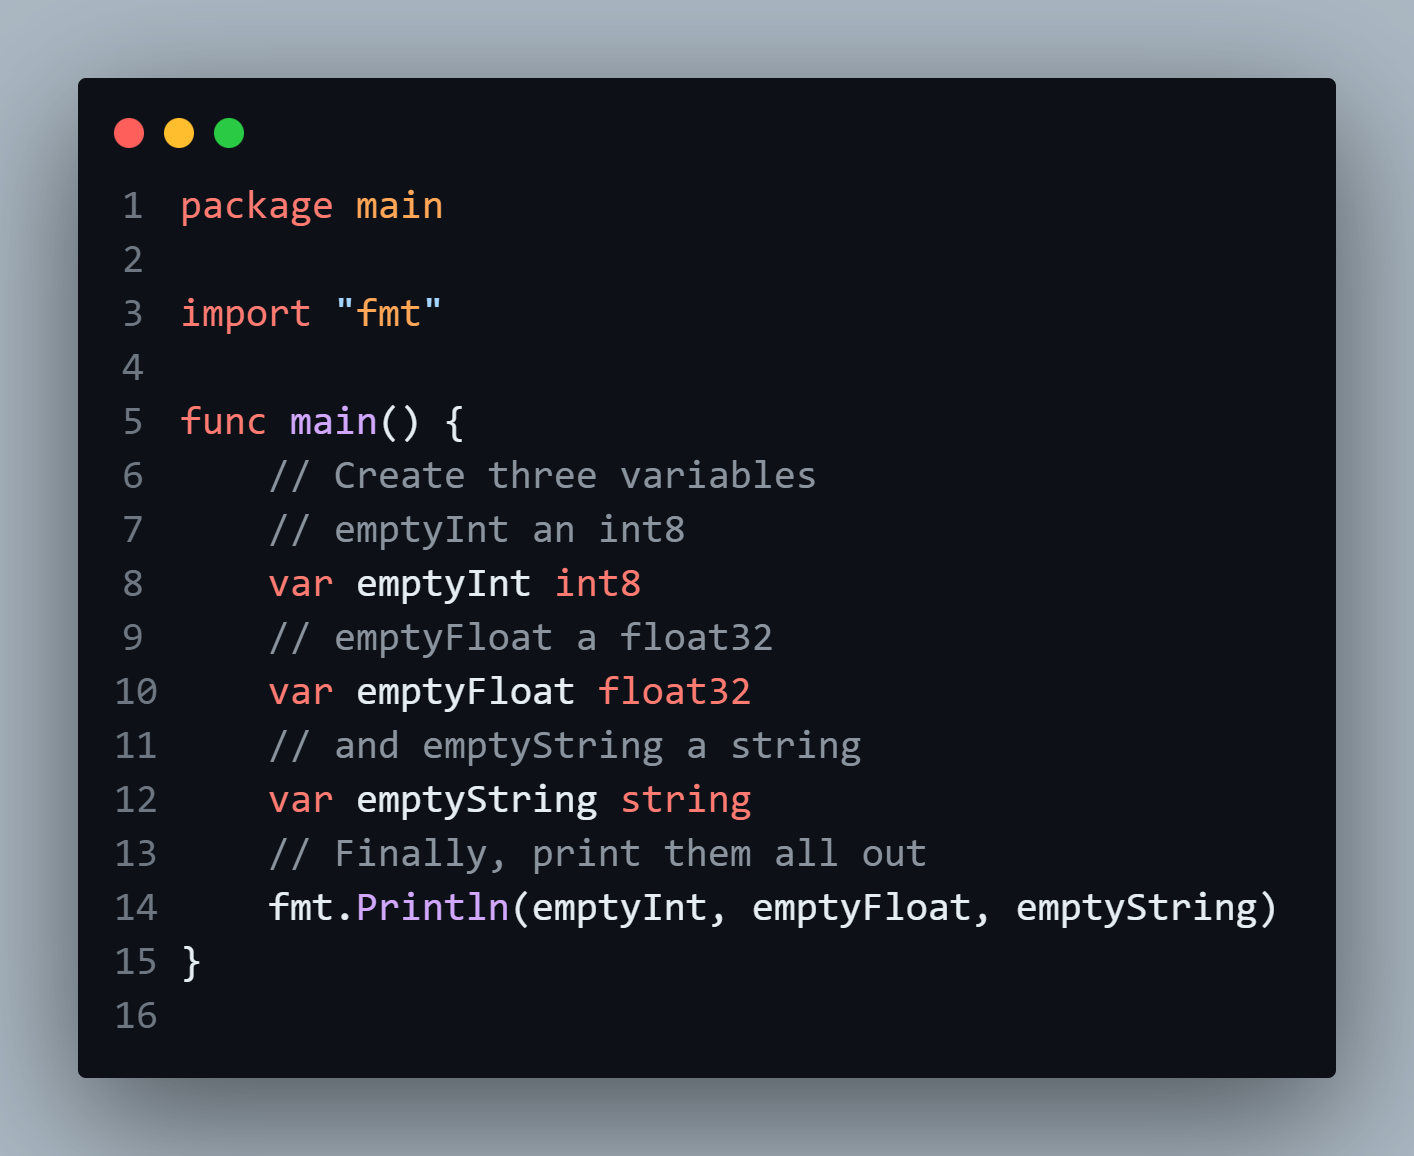 1 package main
2
3 import "fmt"
4
5 func main() {
6     // Create three variables
7     // emptyInt an int8
8     var emptyInt int8
9     // emptyFloat a float32
10     var emptyFloat float32
11     // and emptyString a string
12     var emptyString string
13     // Finally, print them all out
14     fmt.Println(emptyInt, emptyFloat, emptyString)
15 }
16